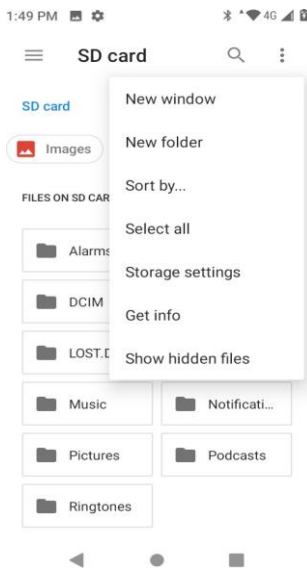 1:49 PM
4G
SD card
SD card
New window
Images
New folder
Sort by...
FILES ON SD CAR
Select all
Alarms
Storage settings
DCIM
Get info
LOST.D
Show hidden files
Music
Notificati...
Pictures
Podcasts
Ringtones